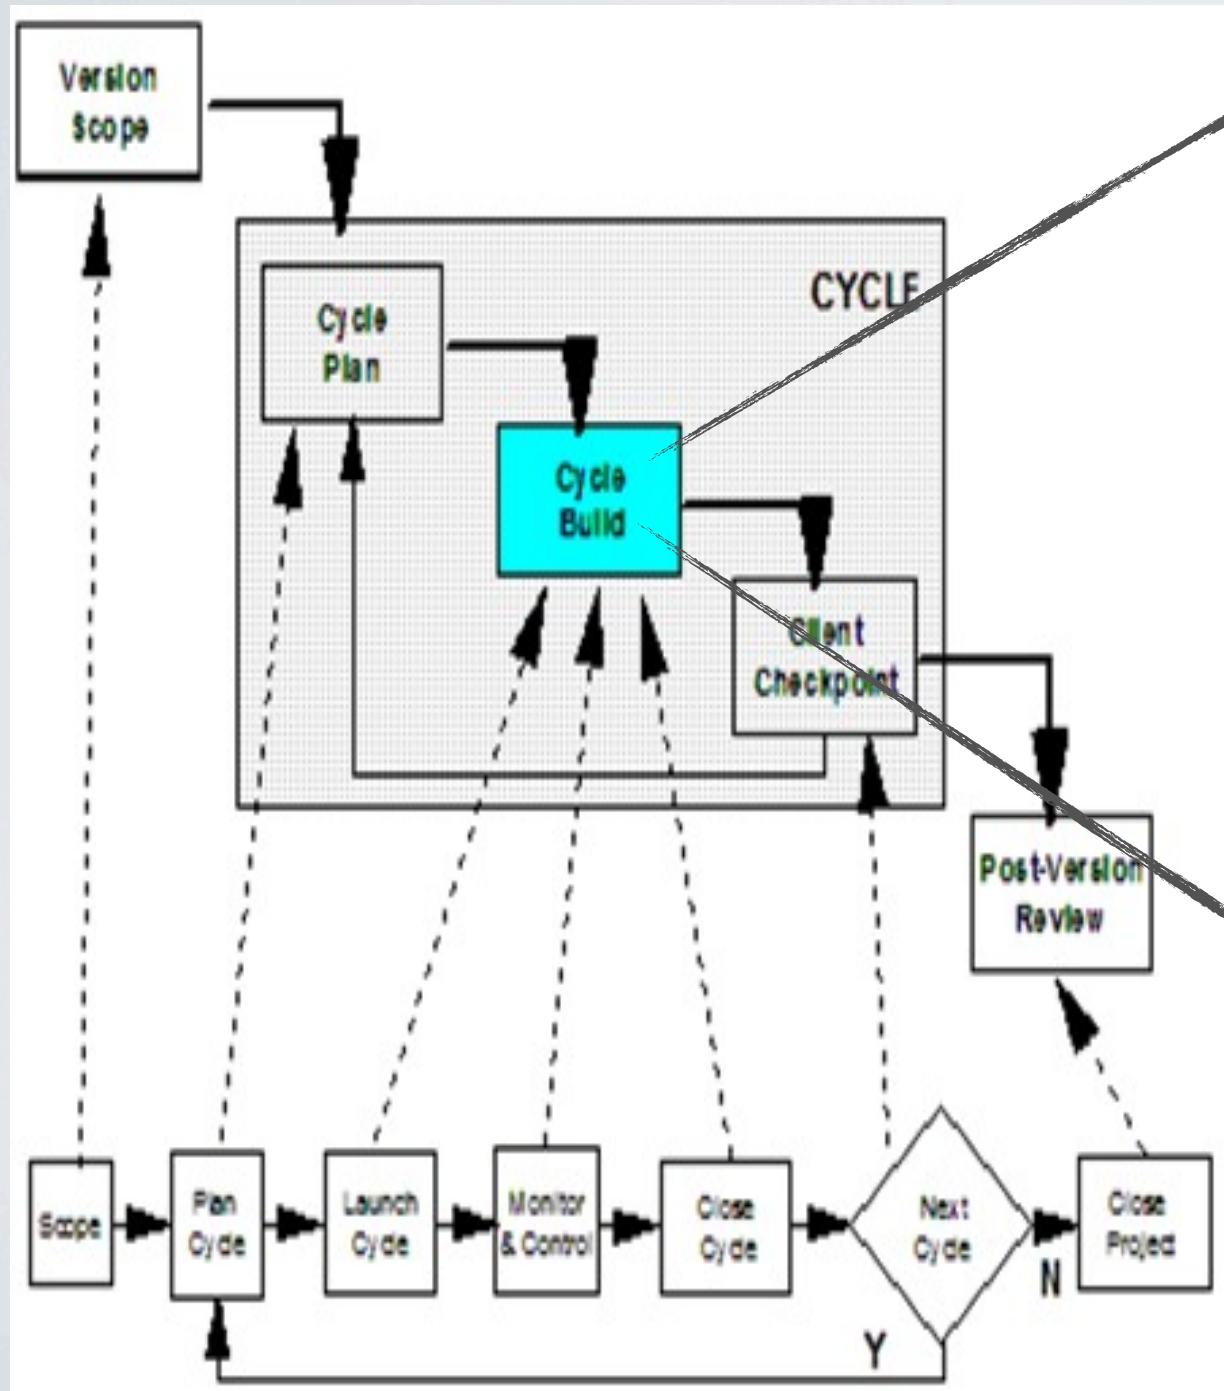 Version
Scope
CYCLE
Cycle
Plan
Cycle
Build
Client
Checkpoint
Post-Version
Review
Scope
Plan
Cycle
Launch
Cycle
Monitor
& Control
Close
Cycle
Next
Cycle
Close
Project
N
Y